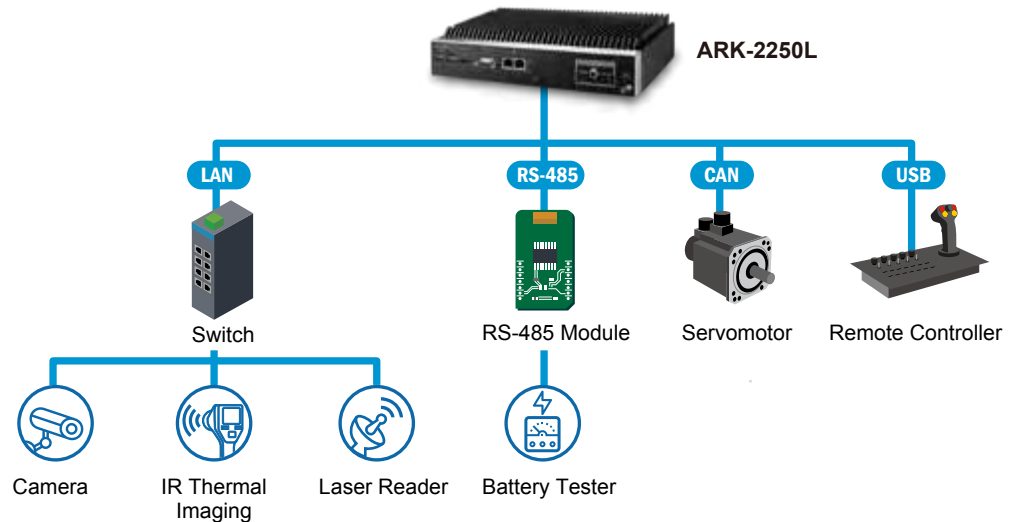 ARK-2250L
LAN
RS-485
CAN
USB
Switch
RS-485 Module
Servomotor
Remote Controller
Camera
IR Thermal
Imaging
Laser Reader
Battery Tester